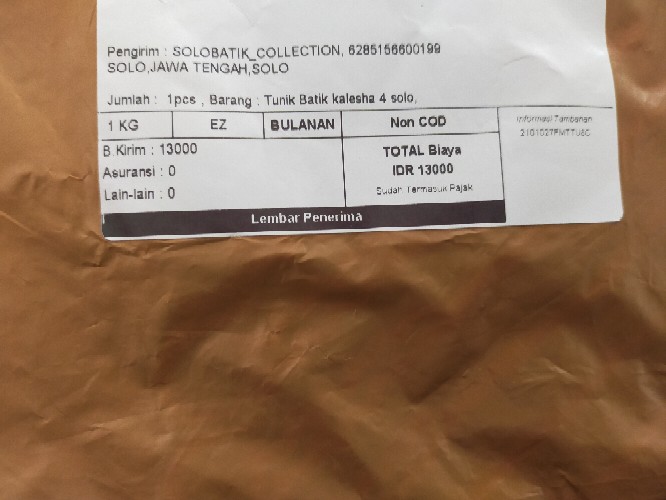 Pengirim : SOLOBATIK_COLLECTION, 6285156600199
SOLO,JAWA TENGAH,SOLO
Jumlah : 1pcs , Barang : Tunik Batik kalesha 4 solo,
1 KG EZ BULANAN Non COD
Informasi Tambahan
B.Kirim : 13000
Asuransi : 0
Lain-lain : 0
TOTAL Biaya
IDR 13000
Sudah Termasuk Pajak
Lembar Penerima